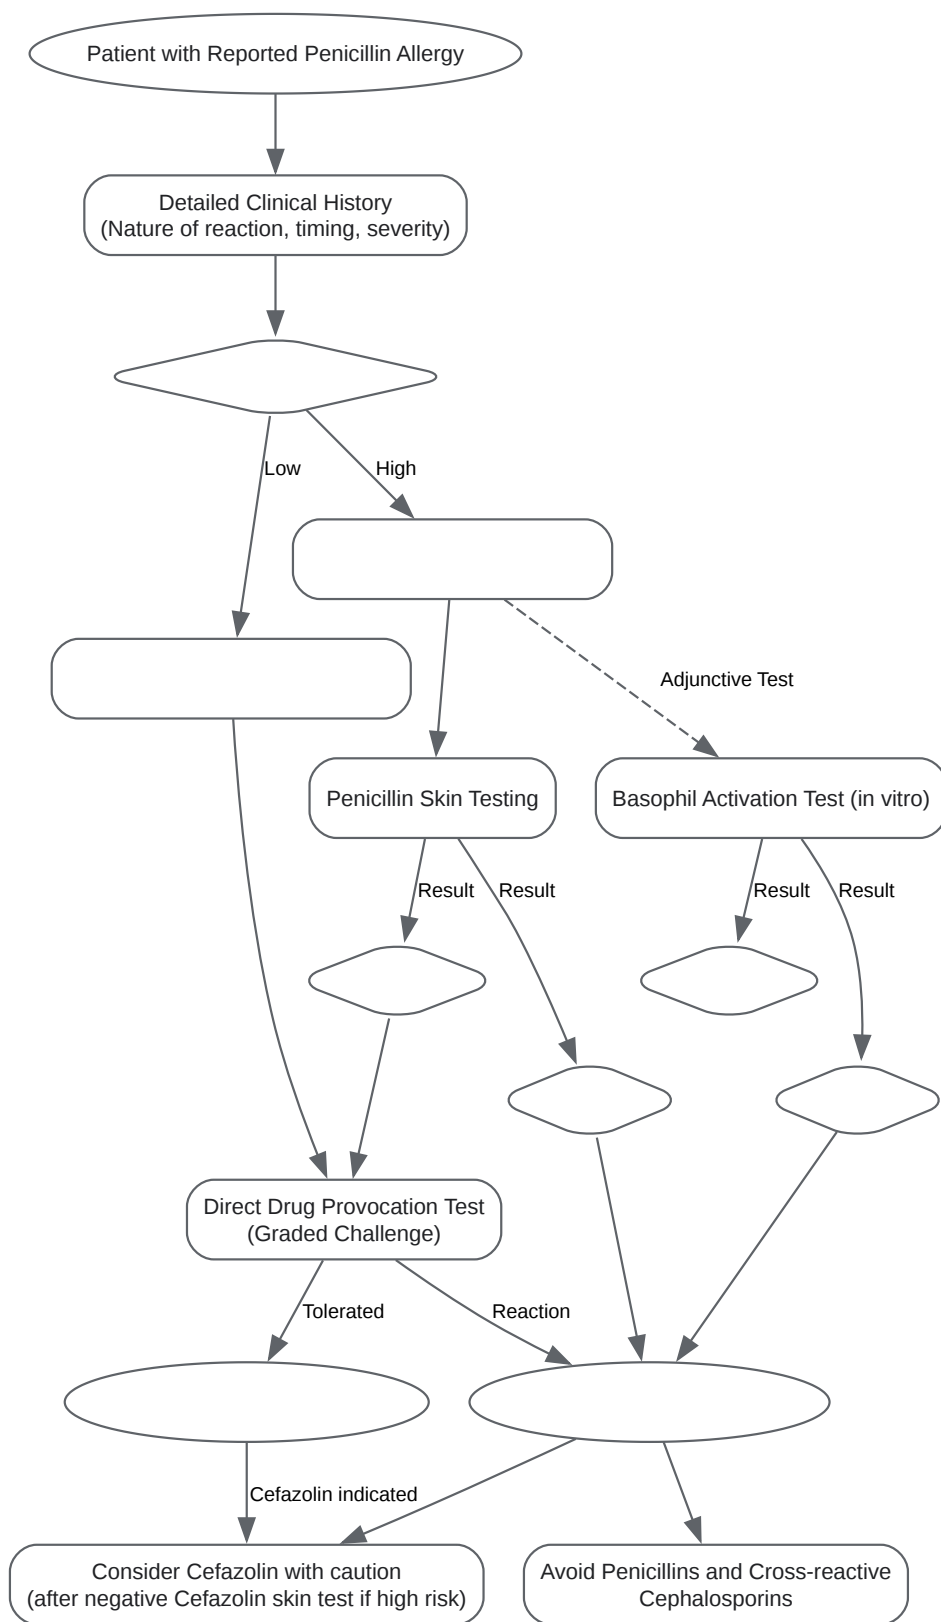 Patient with Reported Penicillin Allergy
Detailed Clinical History
(Nature of reaction, timing, severity)
Low
High
Adjunctive Test
Penicillin Skin Testing
Basophil Activation Test (in vitro)
Result
Result
Result
Result
Direct Drug Provocation Test
(Graded Challenge)
Tolerated
Reaction
Cefazolin indicated
Consider Cefazolin with caution
(after negative Cefazolin skin test if high risk)
Avoid Penicillins and Cross-reactive
Cephalosporins